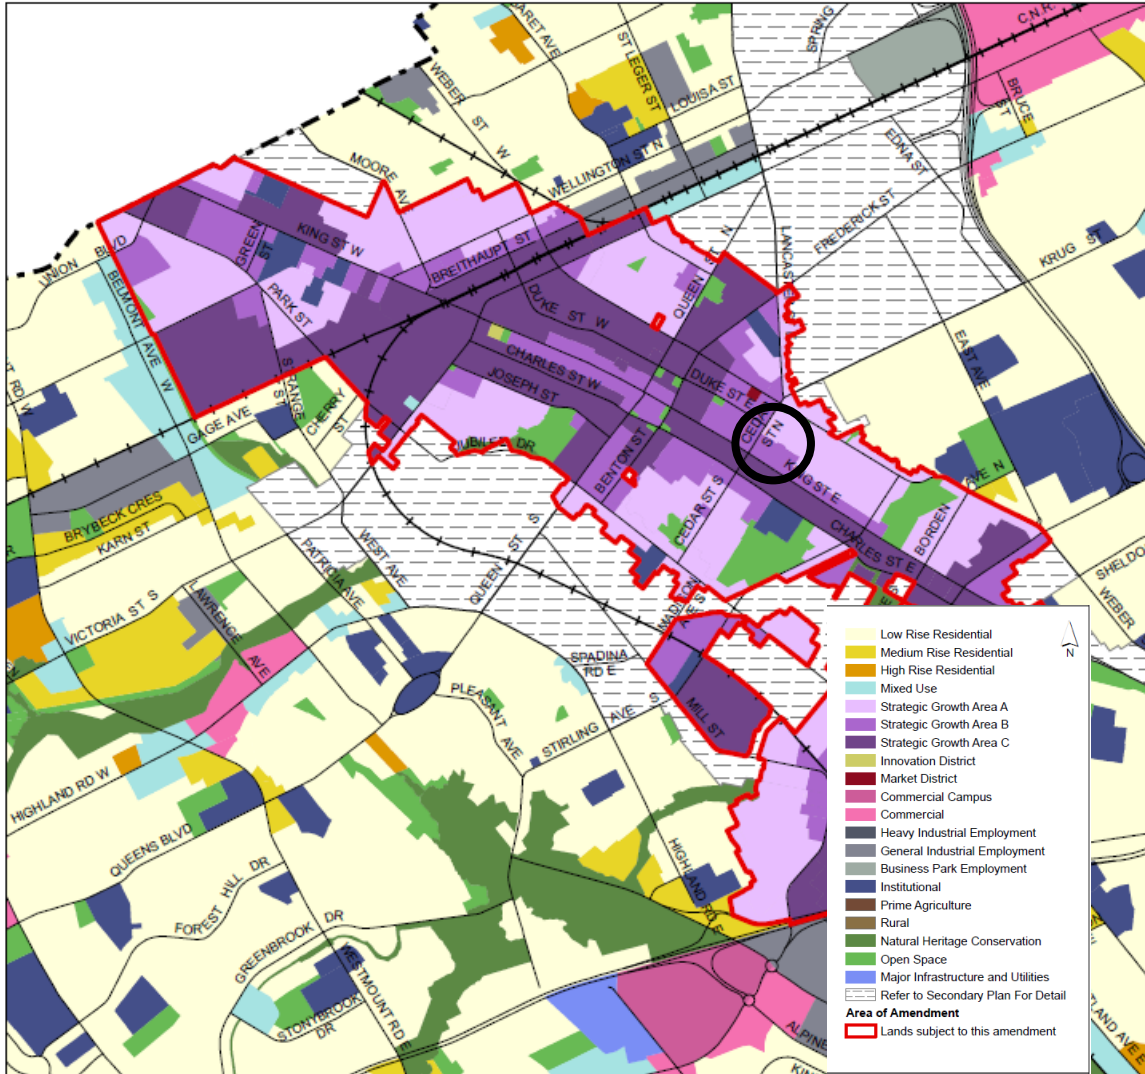 C.N.R.
SPRING
ST LEGER ST
WEBER
ST W
LOUISA ST
BRUCE
ST
EDNA ST
MOORE AVE
WELLINGTON ST N
FREDERICK ST
KRUG ST
UNION BLVD
GREEN
ST
KING ST W
BREITHAUPT ST
QUEEN ST N
BELMONT
AVE W
PARK ST
DUKE ST W
CHARLES ST W
JOSEPH ST
DUKE ST E
EAST AVE
GAGE AVE
CHERRY
ST
BENTON ST
ST N
KING ST E
AVE N
CEDAR ST S
BORDEN
CHARLES ST E
BRYBECK CRES
KARN ST
PATRICIA AVE
WEST AVE
QUEEN ST S
SHELDO
WEBER
VICTORIA ST S
LAWRENCE
AVE
SPADINA
RD E
MILL ST
PLEASANT
AVE
STIRLING AVE S
HIGHLAND RD W
QUEENS BLVD
FOREST HILL DR
GREENBROOK DR
WESTMOUNT RD E
STONYBROOK
DR
HIGHLAND RD E
ALPINE
Low Rise Residential
Medium Rise Residential
High Rise Residential
Mixed Use
Strategic Growth Area A
Strategic Growth Area B
Strategic Growth Area C
Innovation District
Market District
Commercial Campus
Commercial
Heavy Industrial Employment
General Industrial Employment
Business Park Employment
Institutional
Prime Agriculture
Rural
Natural Heritage Conservation
Open Space
Major Infrastructure and Utilities
Refer to Secondary Plan For Detail
Area of Amendment
Lands subject to this amendment
N